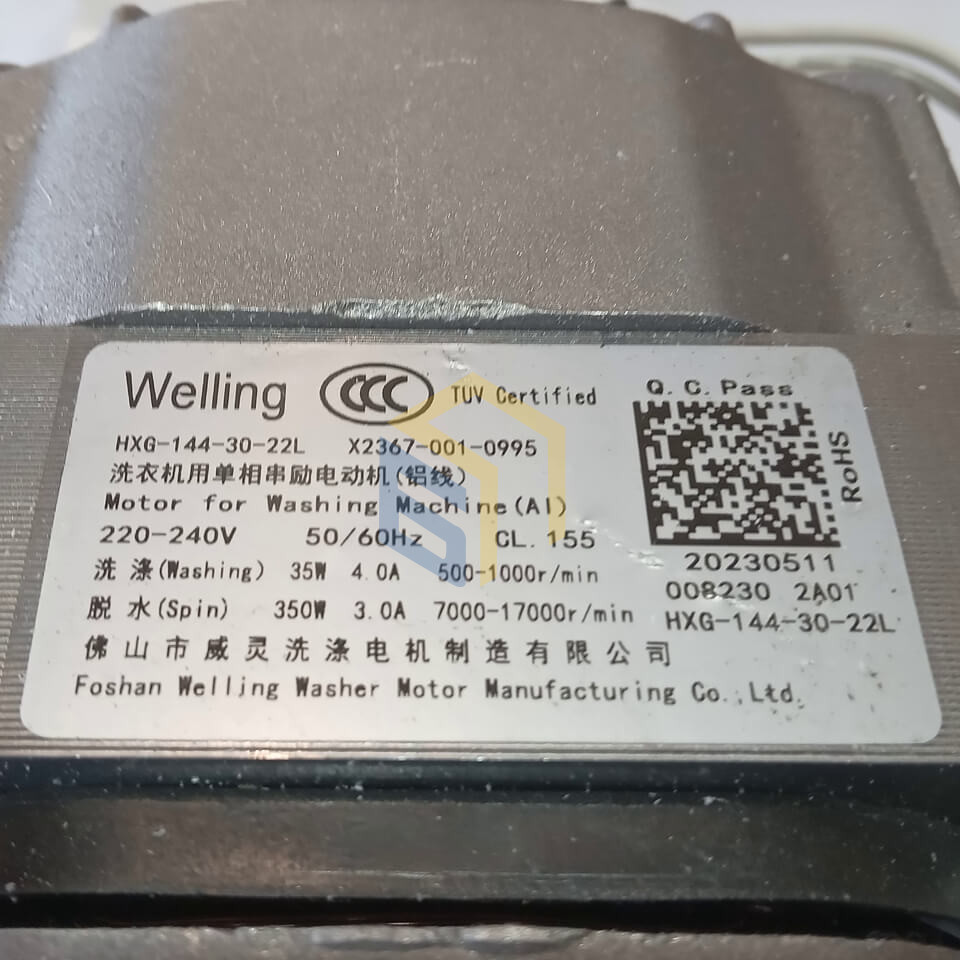 Welling CCC TUV Certified
HXG-144-30-22L X2367-001-0995
洗衣机用单相串励电动机(铝线)
Motor for Washing Machine(Al)
220-240V 50/60Hz CL.155
洗 涤(Washing) 35W 4.0A 500-1000r/min
脱 水(Spin) 350W 3.0A 7000-17000r/min
佛山市威灵洗涤电机制造有限公司
Foshan Welling Washer Motor Manufacturing Co.,Ltd.
Q.C.Pass
RoHS
20230511
008230 2A01
HXG-144-30-22L